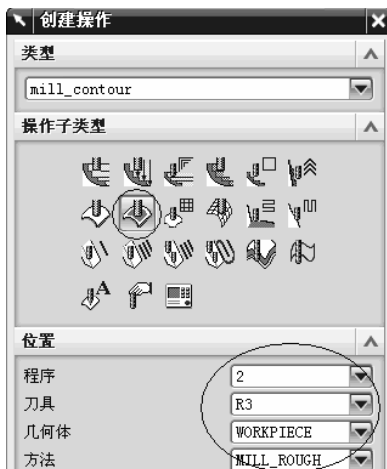 创建操作
类型
mill_contour
操作子类型
A
位置
程序 2
刀具 R3
几何体 WORKPIECE
方法 MILL_ROUGH